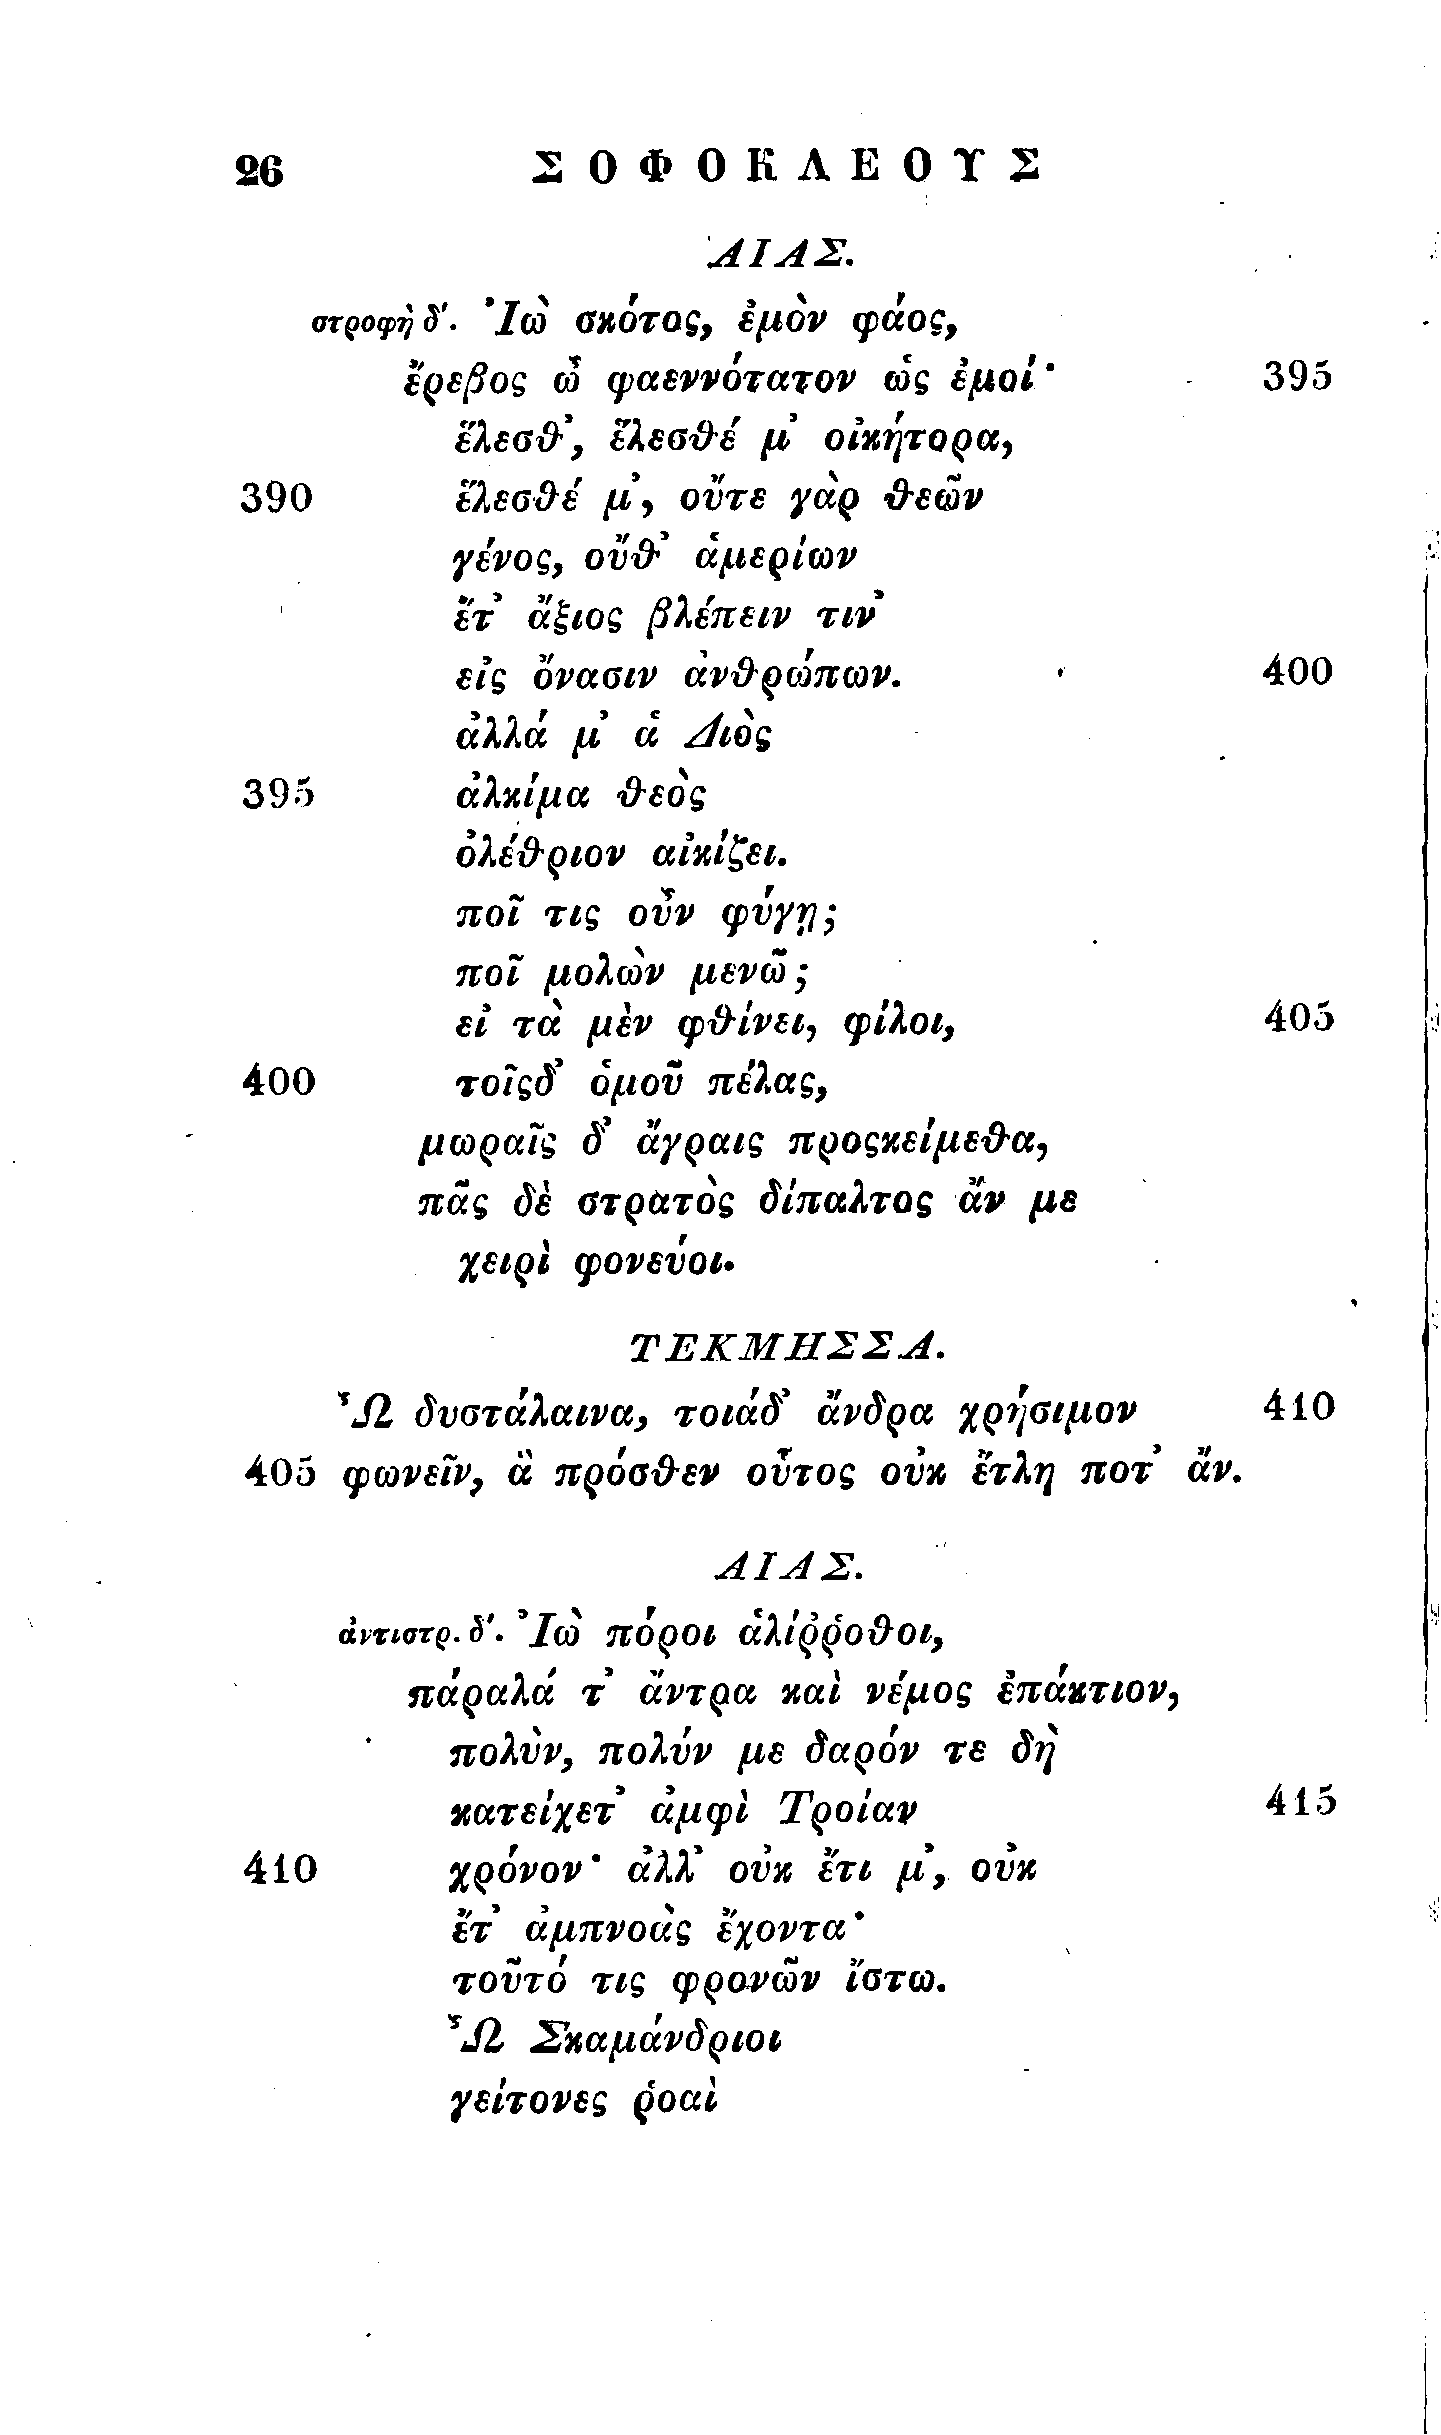 26 ΣΟΦΟΚΛΕΟΥΣ
ΑΙΑΣ.
στροφὴ δ'. Ἰὼ σκότος, ἐμὸν φάος,
ἔρεβος ὦ φαεννότατον ὡς ἐμοί· 395
ἕλεσθ', ἕλεσθέ μ' οἰκήτορα,
390 ἕλεσθέ μ', οὔτε γὰρ θεῶν
γένος, οὔθ' ἁμερίων
ἔτ' ἄξιος βλέπειν τιν'
εἰς ὄνασιν ἀνθρώπων. 400
ἀλλά μ' ἁ Διὸς
395 ἀλκίμα θεὸς
ὀλέθριον αἰκίζει.
ποῖ τις οὖν φύγῃ;
ποῖ μολὼν μενῶ;
εἰ τὰ μὲν φθίνει, φίλοι, 405
400 τοῖςδ' ὁμοῦ πέλας,
μωραῖς δ' ἄγραις προςκείμεθα,
πᾶς δὲ στρατὸς δίπαλτος ἄν με
χειρὶ φονεύοι.
ΤΕΚΜΗΣΣΑ.
Ὦ δυστάλαινα, τοιάδ' ἄνδρα χρήσιμον 410
405 φωνεῖν, ἃ πρόσθεν οὗτος οὐκ ἔτλη ποτ' ἄν.
ΑΙΑΣ.
ἀντιστρ. δ'. Ἰὼ πόροι ἁλίῤῥοθοι,
πάραλά τ' ἄντρα καὶ νέμος ἐπάκτιον,
πολὺν, πολύν με δαρόν τε δὴ
κατείχετ' ἀμφὶ Τροίαν 415
410 χρόνον· ἀλλ' οὐκ ἔτι μ', οὐκ
ἔτ' ἀμπνοὰς ἔχοντα·
τοῦτό τις φρονῶν ἴστω.
Ὦ Σκαμάνδριοι
γείτονες ῥοαὶ